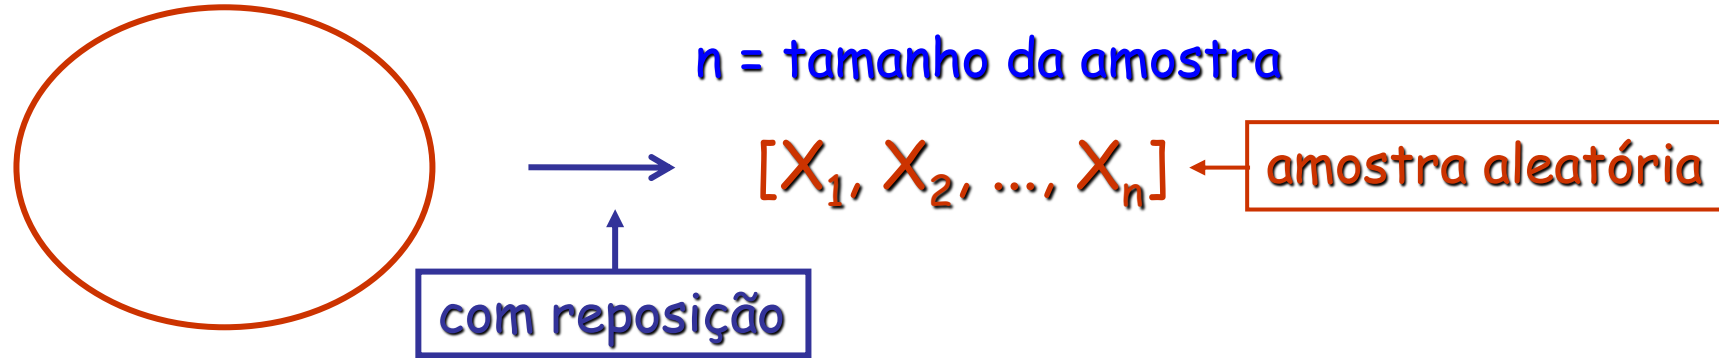 n = tamanho da amostra
[X₁, X₂, ..., Xₙ]
amostra aleatória
com reposição